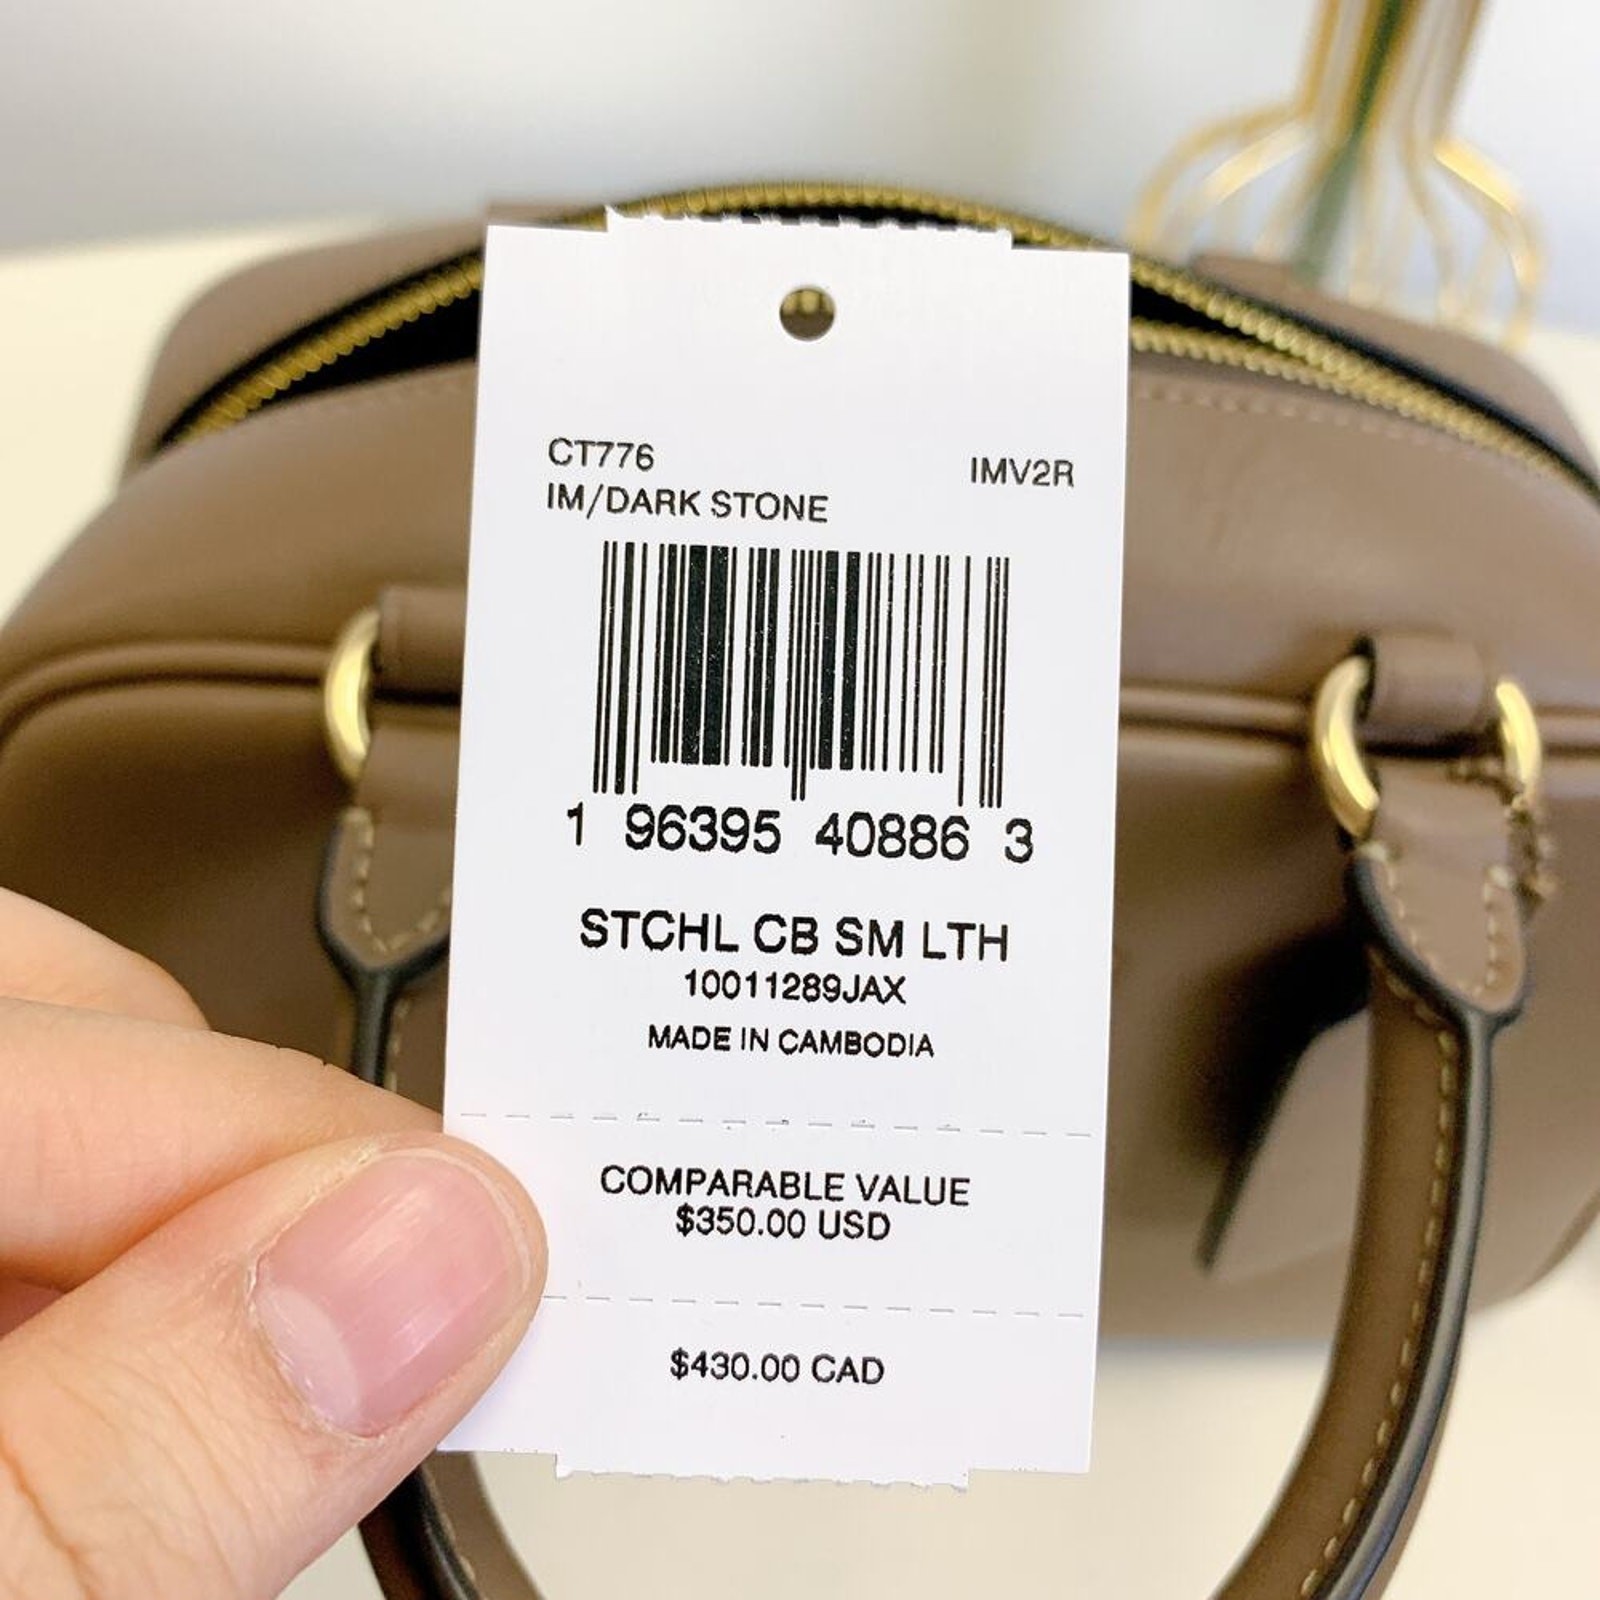 CT776 IMV2R
IM/DARK STONE
1 96395 40886 3
STCHL CB SM LTH
10011289JAX
MADE IN CAMBODIA
COMPARABLE VALUE
$350.00 USD
$430.00 CAD